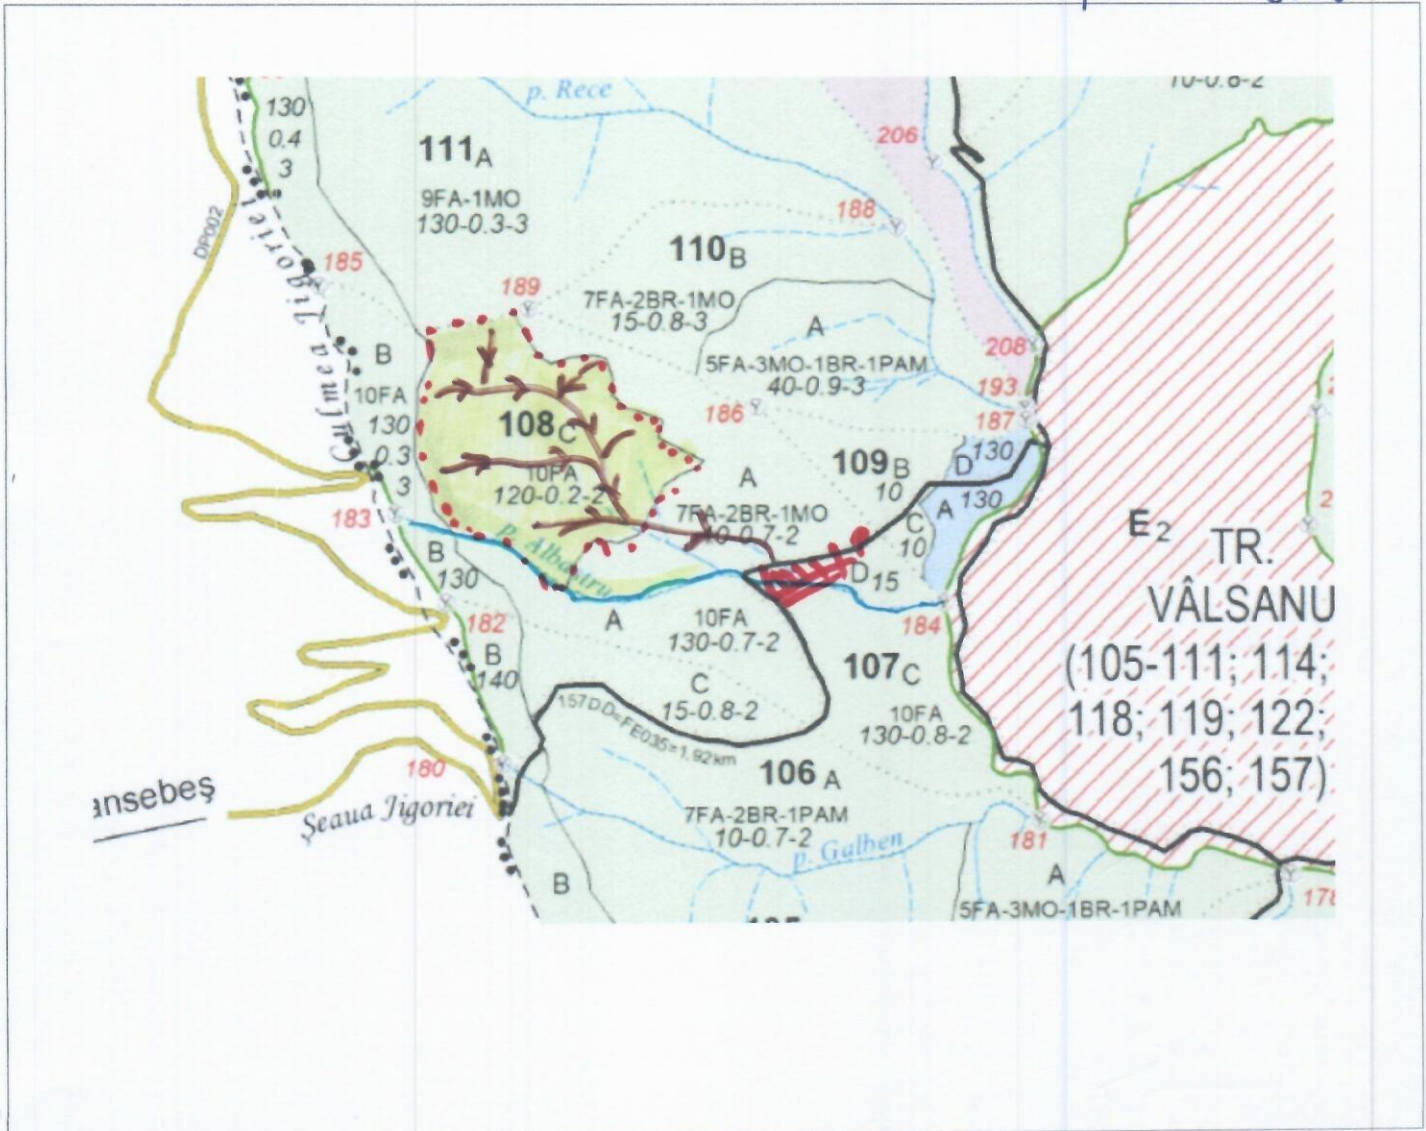 10-0.8-2
130
0.4
3
p. Rece
206
111A
9FA-1MO
130-0.3-3
188
110B
DP002
Culmea Jigoriei
185
189
7FA-2BR-1MO
15-0.8-3
A
208
B
5FA-3MO-1BR-1PAM
40-0.9-3
193
10FA
130
0.3
3
186
187
108C
130
109B
D
10FA
120-0.2-2
A
10
A
130
7FA-2BR-1MO
10-0.7-2
C
10
E2
TR.
VÂLSANU
(105-111; 114;
118; 119; 122;
156; 157)
183
p. Albastru
B
130
D
15
A
10FA
130-0.7-2
184
182
B
140
107C
C
15-0.8-2
10FA
130-0.8-2
157DD=FE035=1.92km
180
106A
7FA-2BR-1PAM
10-0.7-2
ansebeş
Şeaua Jigoriei
p. Galben
181
B
A
5FA-3MO-1BR-1PAM
178